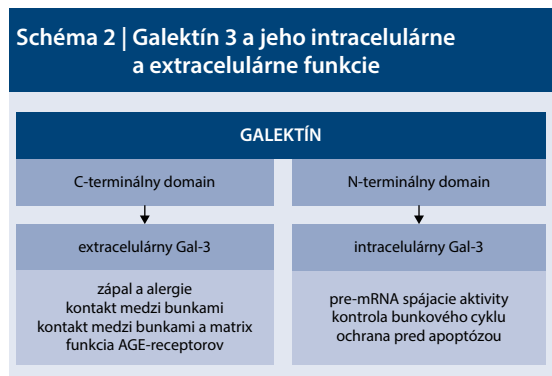 Schéma 2 | Galektín 3 a jeho intracelulárne
a extracelulárne funkcie
GALEKTÍN
C-terminálny domain
extracelulárny Gal-3
zápal a alergie
kontakt medzi bunkami
kontakt medzi bunkami a matrix
funkcia AGE-receptorov
N-terminálny domain
intracelulárny Gal-3
pre-mRNA spájacie aktivity
kontrola bunkového cyklu
ochrana pred apoptózou